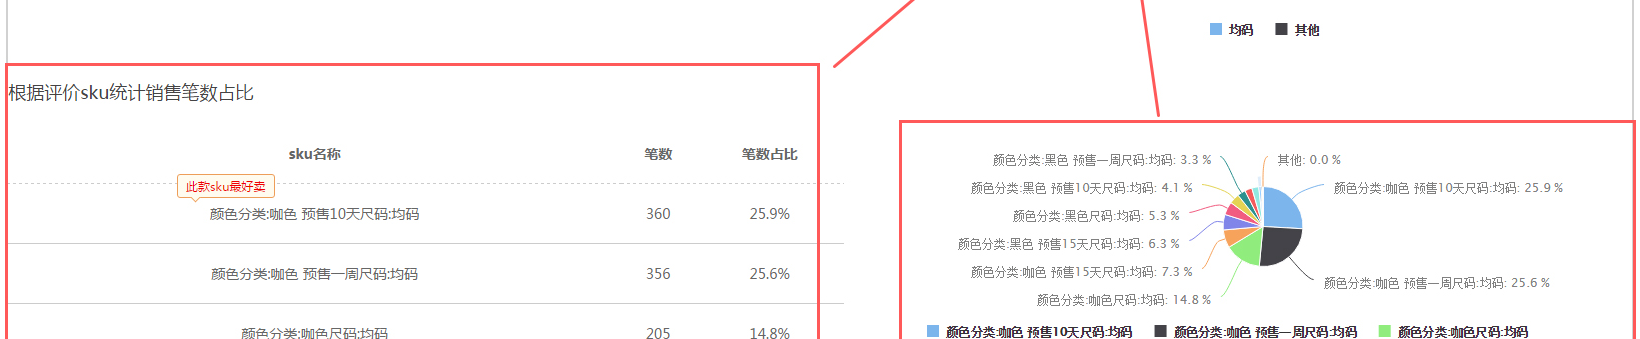 均码 其他
根据评价sku统计销售笔数占比
sku名称 笔数 笔数占比
此款sku最好卖
颜色分类:咖色 预售10天尺码:均码 360 25.9%
颜色分类:咖色 预售一周尺码:均码 356 25.6%
颜色分类:咖色尺码:均码 205 14.8%
颜色分类:黑色 预售一周尺码:均码: 3.3 %
其他: 0.0 %
颜色分类:黑色 预售10天尺码:均码: 4.1 %
颜色分类:咖色 预售10天尺码:均码: 25.9 %
颜色分类:黑色尺码:均码: 5.3 %
颜色分类:黑色 预售15天尺码:均码: 6.3 %
颜色分类:咖色 预售15天尺码:均码: 7.3 %
颜色分类:咖色 预售一周尺码:均码: 25.6 %
颜色分类:咖色尺码:均码: 14.8 %
颜色分类:咖色 预售10天尺码:均码 颜色分类:咖色 预售一周尺码:均码 颜色分类:咖色尺码:均码